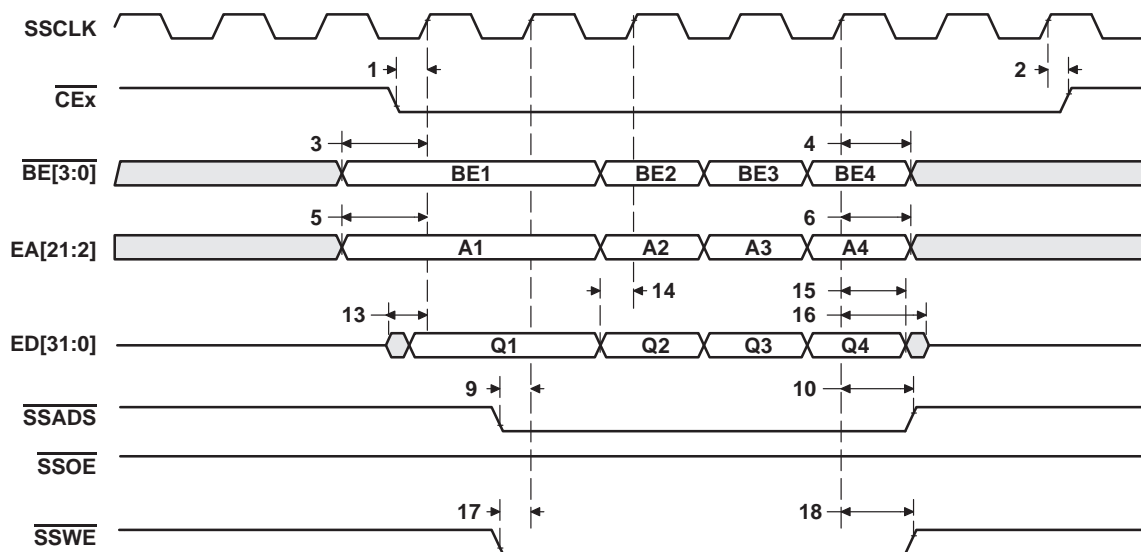 SSCLK
1 2
CEx
3 4
BE[3:0] BE1 BE2 BE3 BE4
5 6
EA[21:2] A1 A2 A3 A4
14 15
13 16
ED[31:0] Q1 Q2 Q3 Q4
9 10
SSADS
SSOE
17 18
SSWE